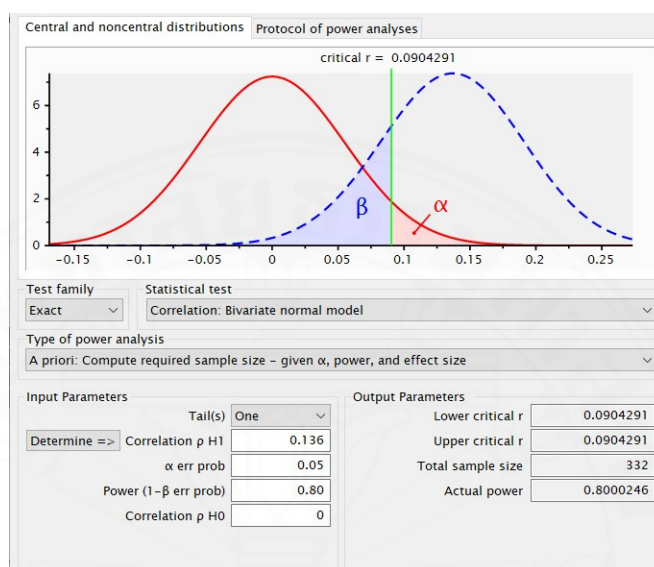 Central and noncentral distributions Protocol of power analyses
critical r = 0.0904291
6
4
2
0
β α
-0.15 -0.1 -0.05 0 0.05 0.1 0.15 0.2 0.25
Test family Statistical test
Exact Correlation: Bivariate normal model
Type of power analysis
A priori: Compute required sample size – given α, power, and effect size
Input Parameters Output Parameters
Tail(s) One Lower critical r 0.0904291
Determine => Correlation ρ H1 0.136 Upper critical r 0.0904291
α err prob 0.05 Total sample size 332
Power (1-β err prob) 0.80 Actual power 0.8000246
Correlation ρ H0 0